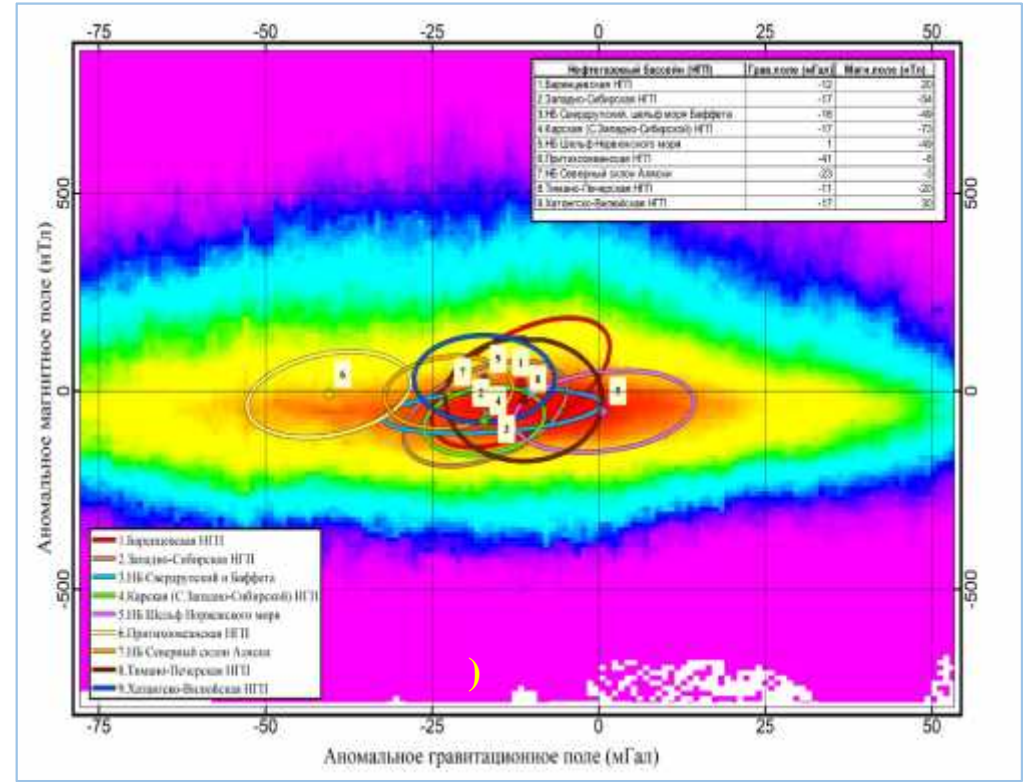 -75 -50 -25 0 25 50
Нефтегазовый бассейн (НГП) Грав.поле (мГал) Магн.поле (нТл)
1.Баренцевская НГП -12 20
2.Западно-Сибирская НГП -17 -54
3.НБ Свердрупский, шельф моря Баффета -16 -49
4.Карская (С.Западно-Сибирской) НГП -17 -73
5.НБ Шельф Норвежского моря 1 -49
6.Притихоокеанская НГП -41 -8
7.НБ Северный склон Аляски -23 -3
8.Тимано-Печерская НГП -11 -20
9.Хатангско-Вилюйская НГП -17 30
500 500
Аномальное магнитное поле (нТл)
0 0
-500 -500
6
7
9
1
8
2
4
3
5
1.Баренцевская НГП
2.Западно-Сибирская НГП
3.НБ Свердрупский и Баффета
4.Карская (С.Западно-Сибирской) НГП
5.НБ Шельф Норвежского моря
6.Притихоокеанская НГП
7.НБ Северный склон Аляски
8.Тимано-Печерская НГП
9.Хатангско-Вилюйская НГП
)
-75 -50 -25 0 25 50
Аномальное гравитационное поле (мГал)